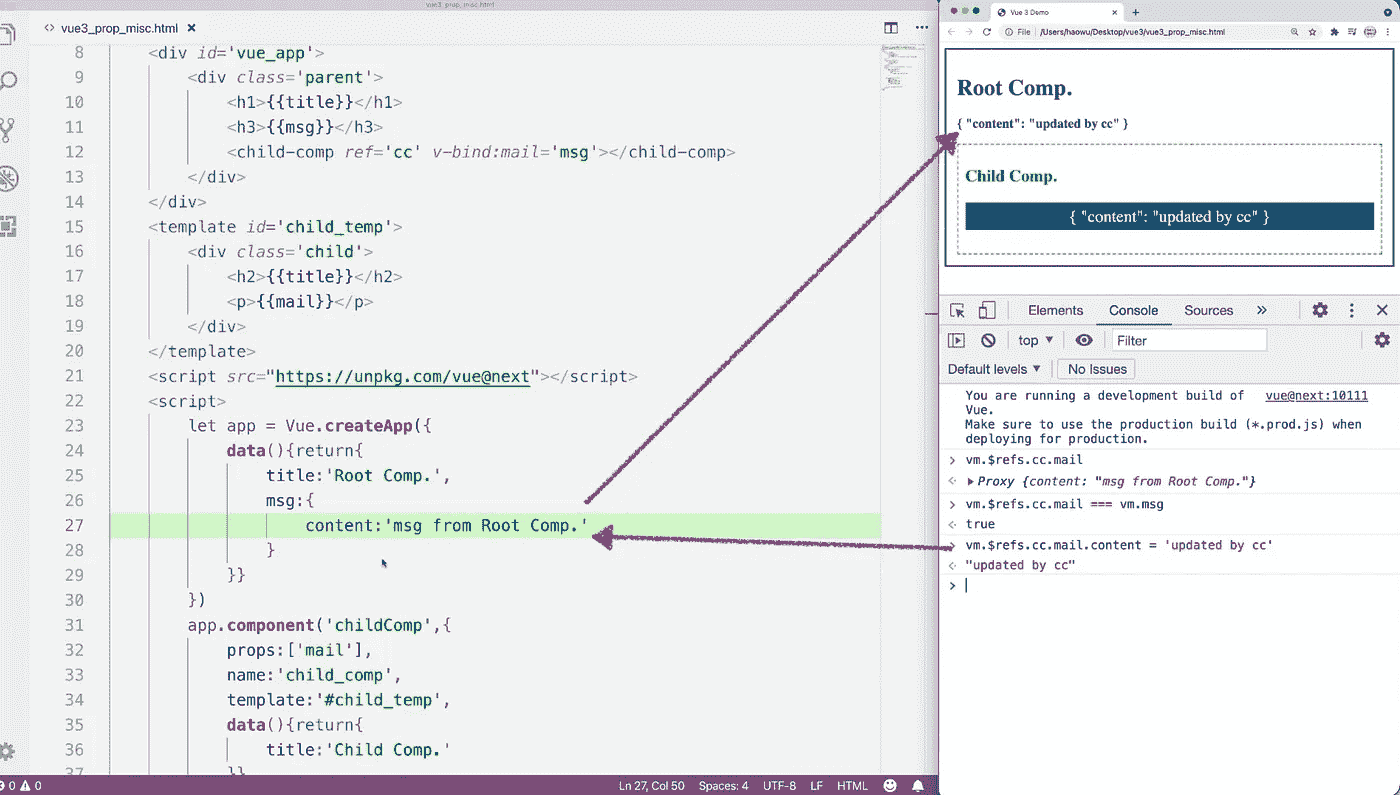 vue3_prop_misc.html
<> vue3_prop_misc.html ×
8 <div id='vue_app'>
9 <div class='parent'>
10 <h1>{{title}}</h1>
11 <h3>{{msg}}</h3>
12 <child-comp ref='cc' v-bind:mail='msg'></child-comp>
13 </div>
14 </div>
15 <template id='child_temp'>
16 <div class='child'>
17 <h2>{{title}}</h2>
18 <p>{{mail}}</p>
19 </div>
20 </template>
21 <script src="https://unpkg.com/vue@next"></script>
22 <script>
23 let app = Vue.createApp({
24 data(){return{
25 title:'Root Comp.',
26 msg:{
27 content:'msg from Root Comp.'
28 }
29 }}
30 })
31 app.component('childComp',{
32 props:['mail'],
33 name:'child_comp',
34 template:'#child_temp',
35 data(){return{
36 title:'Child Comp.'
37 }}
0 0
Ln 27, Col 50 Spaces: 4 UTF-8 LF HTML
Vue 3 Demo × +
File /Users/haowu/Desktop/vue3/vue3_prop_misc.html
Root Comp.
{ "content": "updated by cc" }
Child Comp.
{ "content": "updated by cc" }
Elements Console Sources »
top ▼ Filter
Default levels ▼ No Issues
You are running a development build of vue@next:10111
Vue.
Make sure to use the production build (*.prod.js) when
deploying for production.
> vm.$refs.cc.mail
Proxy {content: "msg from Root Comp."}
> vm.$refs.cc.mail === vm.msg
true
vm.$refs.cc.mail.content = 'updated by cc'
"updated by cc"
>